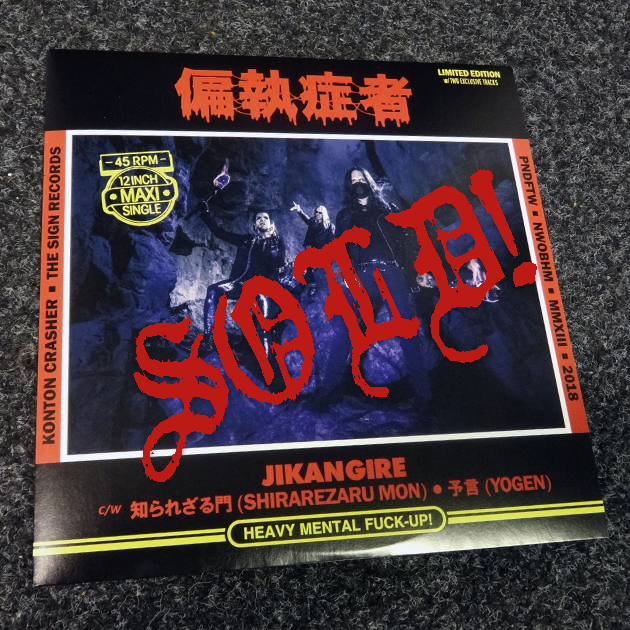 LIMITED EDITION
w/ TWO EXCLUSIVE TRACKS
偏執症者
- 45 RPM -
12 INCH
MAXI
SINGLE
KONTON CRASHER ■ THE SIGN RECORDS
PNDFTW ■ NWOBHM ■ MMXIII ■ 2018
SOLD!
JIKANGIRE
c/w 知られざる門 (SHIRAREZARU MON) ● 予言 (YOGEN)
HEAVY MENTAL FUCK-UP!